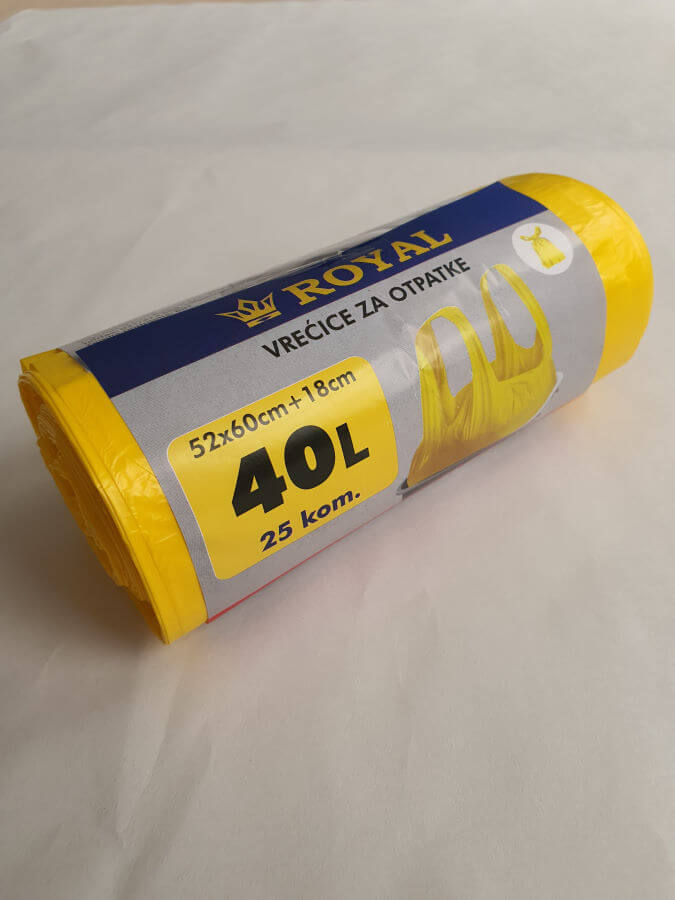 ROYAL
VREĆICE ZA OTPATKE
52x60cm+18cm
40L
25 kom.